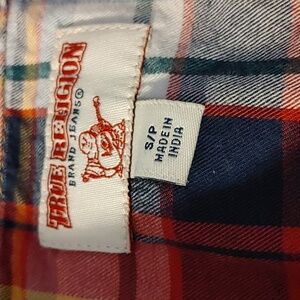 TRUE RELIGION
BRAND JEANS®
S/P
MADE IN
INDIA